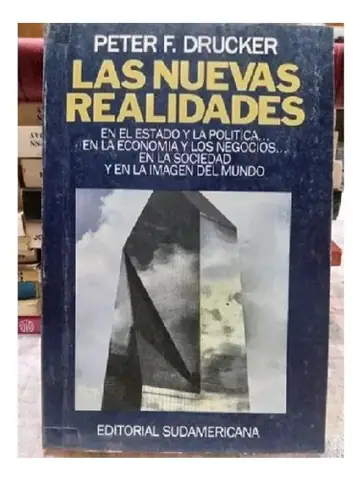 PETER F. DRUCKER
LAS NUEVAS
REALIDADES
EN EL ESTADO Y LA POLITICA...
EN LA ECONOMIA Y LOS NEGOCIOS...
EN LA SOCIEDAD
Y EN LA IMAGEN DEL MUNDO
EDITORIAL SUDAMERICANA